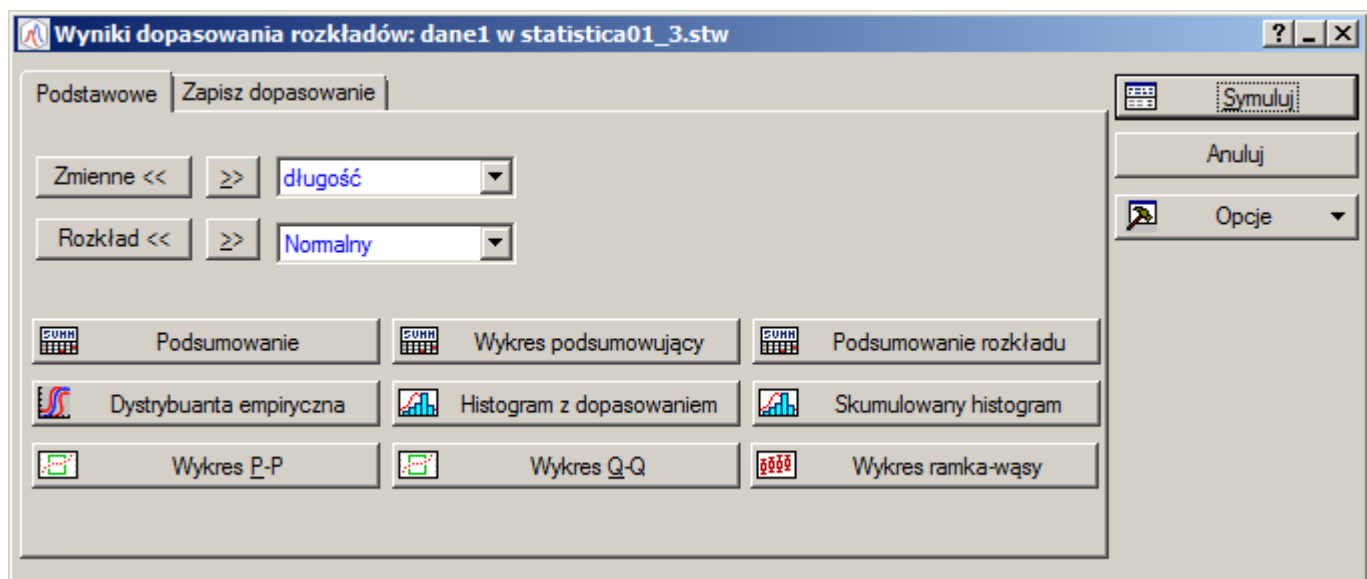 Wyniki dopasowania rozkładów: dane1 w statistica01_3.stw
Podstawowe Zapisz dopasowanie
Symuluj
Anuluj
Opcje
Zmienne << >> długość
Rozkład << >> Normalny
Podsumowanie Wykres podsumowujący Podsumowanie rozkładu
Dystrybuanta empiryczna Histogram z dopasowaniem Skumulowany histogram
Wykres P-P Wykres Q-Q Wykres ramka-wąsy